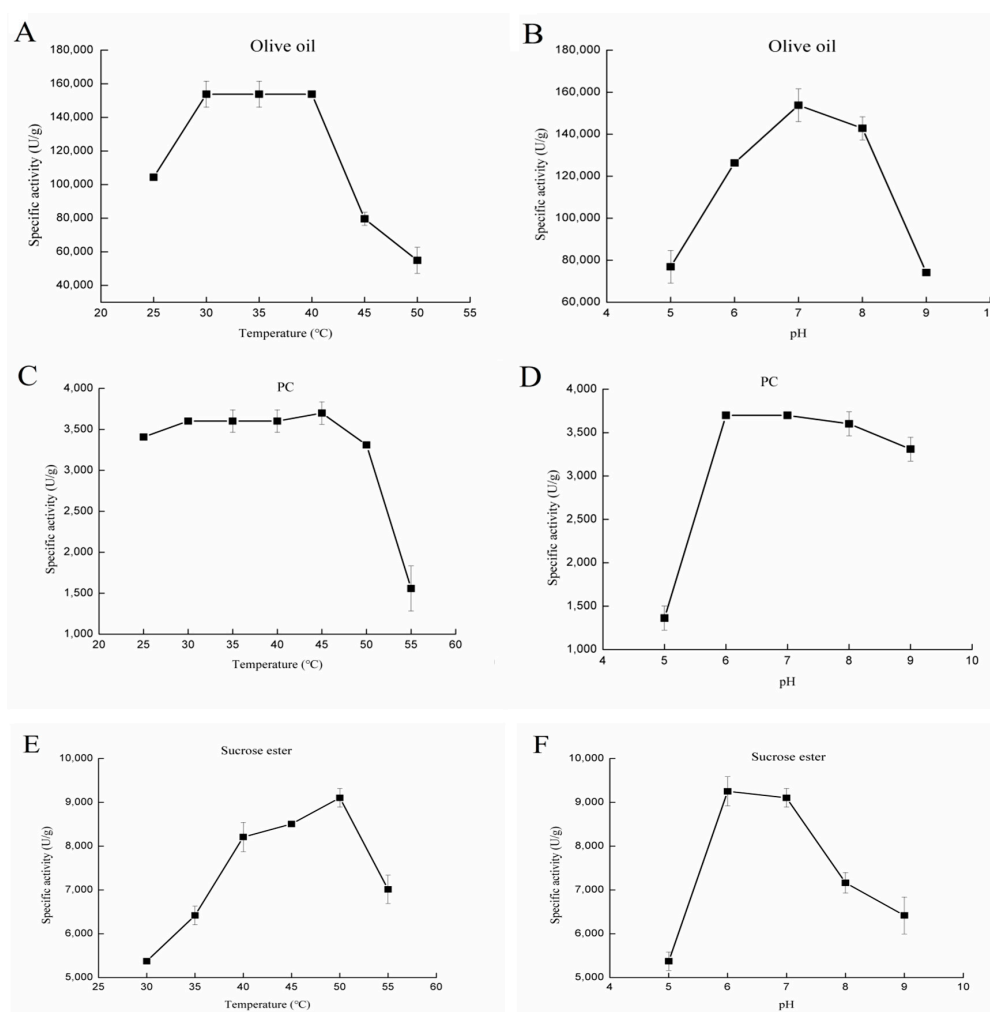 A
Olive oil
180,000
160,000
140,000
120,000
100,000
80,000
60,000
40,000
Specific activity (U/g)
20 25 30 35 40 45 50 55
Temperature (℃)
B
Olive oil
180,000
160,000
140,000
120,000
100,000
80,000
60,000
Specific activity (U/g)
4 5 6 7 8 9
pH
C
PC
4,000
3,500
3,000
2,500
2,000
1,500
1,000
Specific activity (U/g)
20 25 30 35 40 45 50 55 60
Temperature (℃)
D
PC
4,000
3,500
3,000
2,500
2,000
1,500
1,000
Specific activity (U/g)
4 5 6 7 8 9 10
pH
E
Sucrose ester
10,000
9,000
8,000
7,000
6,000
5,000
Specific activity (U/g)
25 30 35 40 45 50 55 60
Temperature (℃)
F
Sucrose ester
10,000
9,000
8,000
7,000
6,000
5,000
Specific activity (U/g)
4 5 6 7 8 9 10
pH